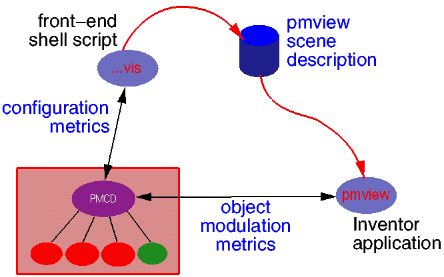 front-end
shell script
pmview
scene
description
...vis
configuration
metrics
PMCD
pmview
object
modulation
metrics
Inventor
application